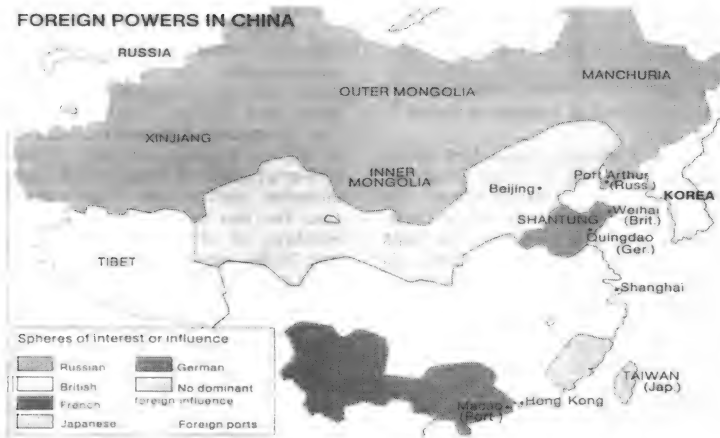 FOREIGN POWERS IN CHINA
RUSSIA
MANCHURIA
OUTER MONGOLIA
XINJIANG
INNER
MONGOLIA
Beijing
Port Arthur
(Russ.)
KOREA
SHANTUNG
Weihai
(Brit.)
Quingdao
(Ger.)
TIBET
Shanghai
TAIWAN
(Jap.)
Hong Kong
Macao
(Port.)
Spheres of interest or influence
Russian
German
British
No dominant
foreign influence
French
Japanese
Foreign ports